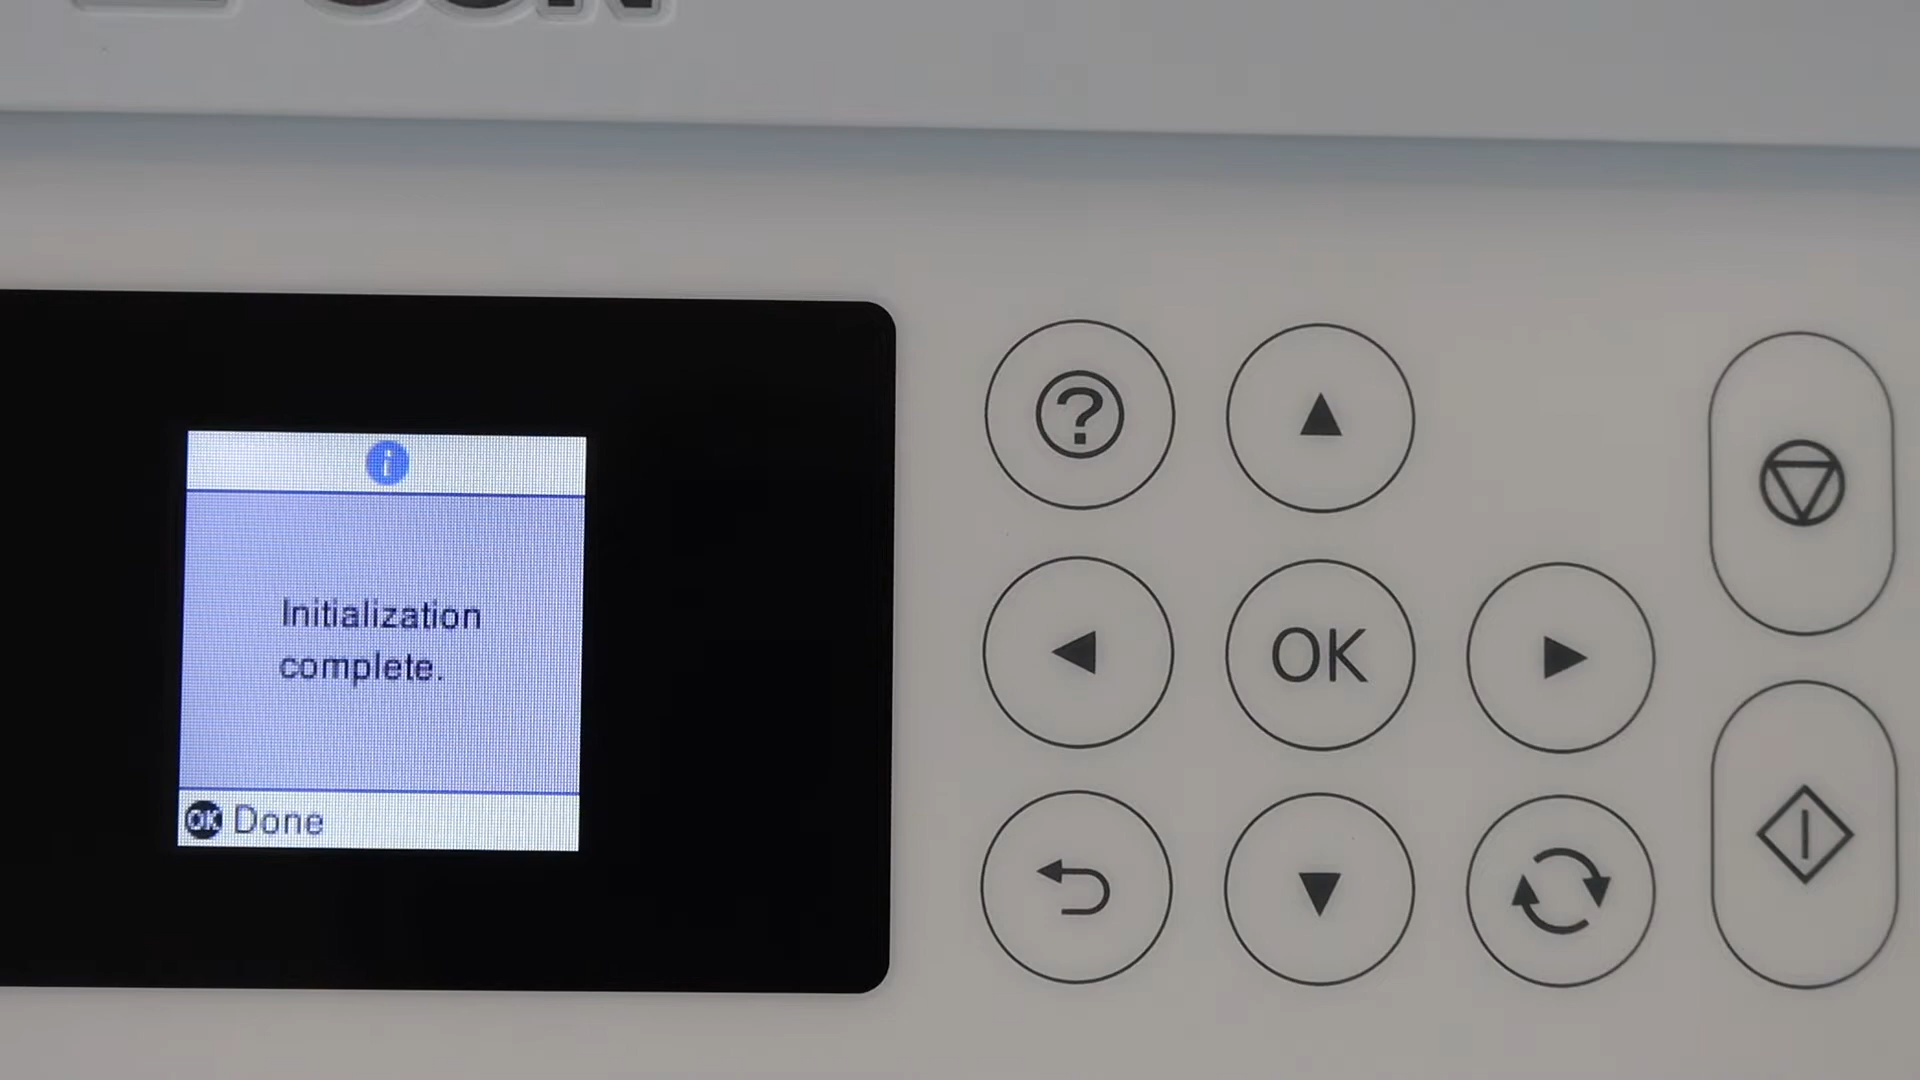 Initialization
complete.
OK Done
?
OK